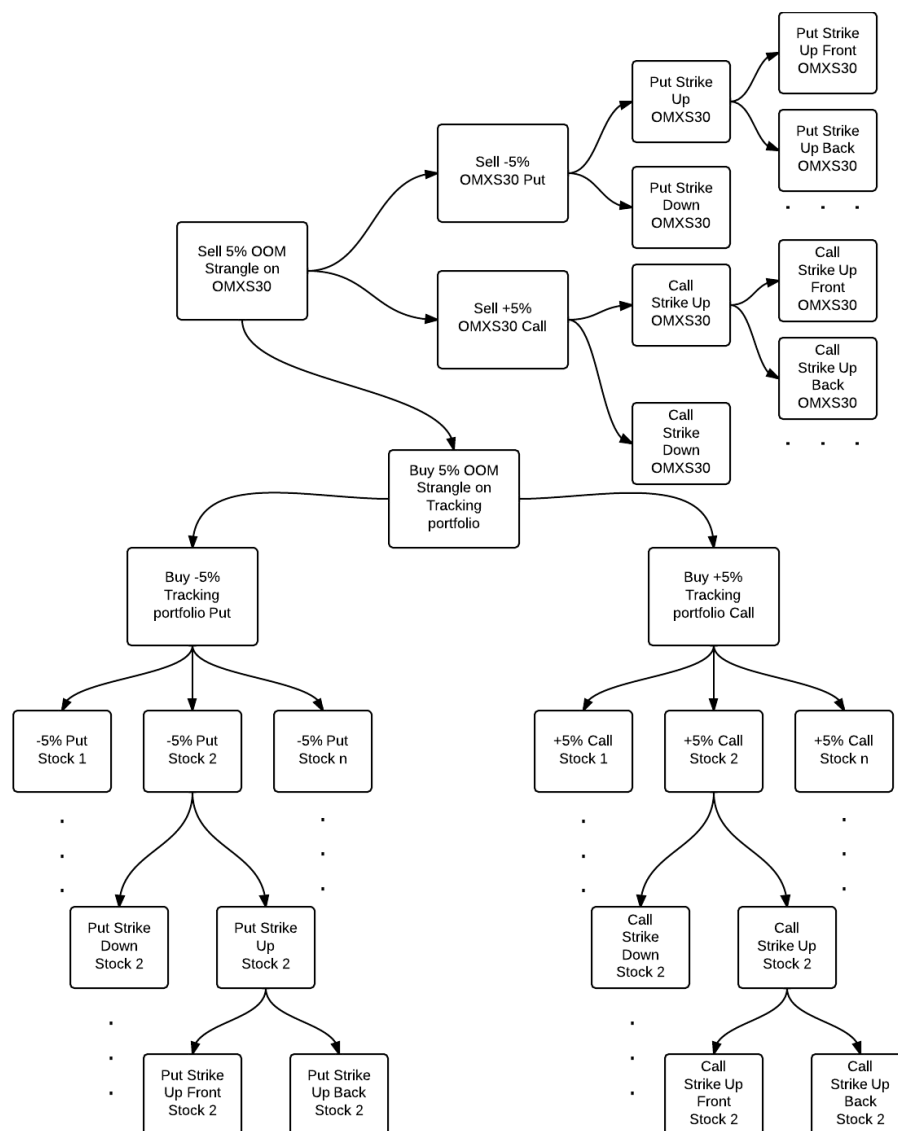 Put Strike
Up Front
OMXS30
Put Strike
Up
OMXS30
Put Strike
Up Back
OMXS30
Sell -5%
OMXS30 Put
Put Strike
Down
OMXS30
. . .
Sell 5% OOM
Strangle on
OMXS30
Call
Strike Up
Front
OMXS30
Call
Strike Up
OMXS30
Sell +5%
OMXS30 Call
Call
Strike Up
Back
OMXS30
Call
Strike
Down
OMXS30
. . .
Buy 5% OOM
Strangle on
Tracking
portfolio
Buy -5%
Tracking
portfolio Put
Buy +5%
Tracking
portfolio Call
-5% Put
Stock 1
-5% Put
Stock 2
-5% Put
Stock n
+5% Call
Stock 1
+5% Call
Stock 2
+5% Call
Stock n
Put Strike
Down
Stock 2
Put Strike
Up
Stock 2
Call
Strike
Down
Stock 2
Call
Strike Up
Stock 2
Put Strike
Up Front
Stock 2
Put Strike
Up Back
Stock 2
Call
Strike Up
Front
Stock 2
Call
Strike Up
Back
Stock 2